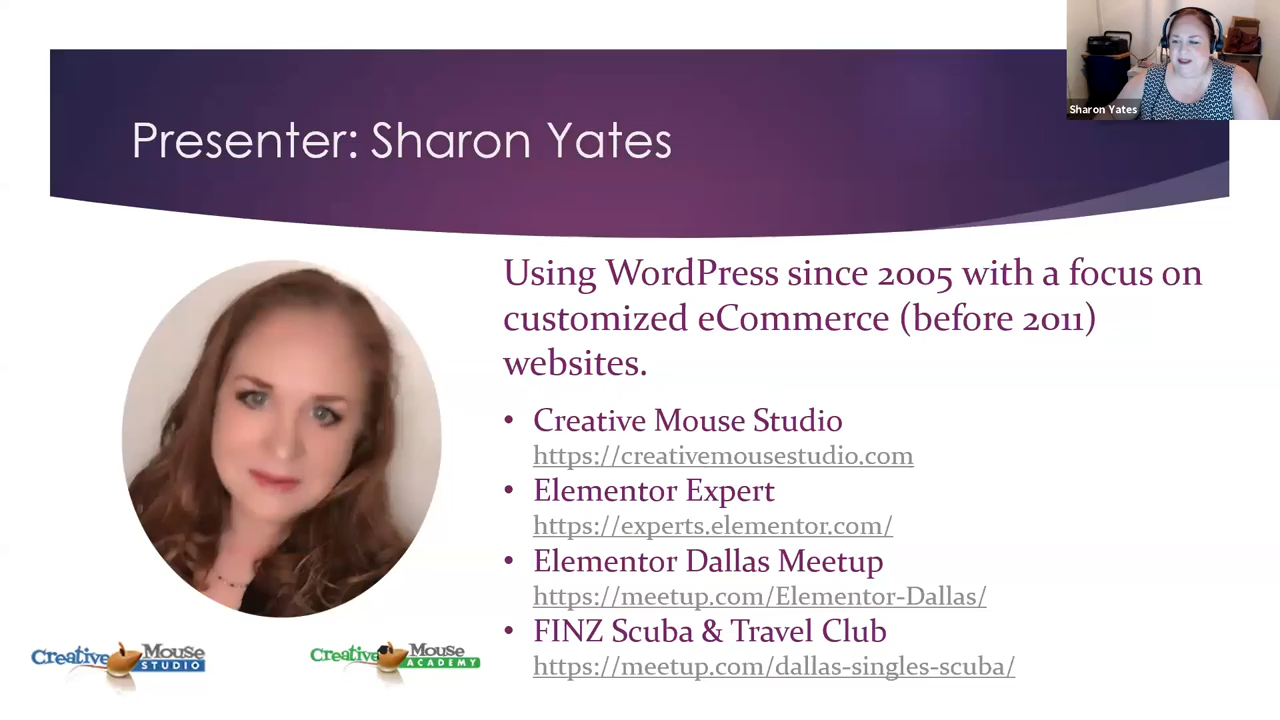 Sharon Yates
Presenter: Sharon Yates
Using WordPress since 2005 with a focus on
customized eCommerce (before 2011)
websites.
• Creative Mouse Studio
https://creativemousestudio.com
• Elementor Expert
https://experts.elementor.com/
• Elementor Dallas Meetup
https://meetup.com/Elementor-Dallas/
• FINZ Scuba & Travel Club
https://meetup.com/dallas-singles-scuba/
Creative Mouse
STUDIO
Creative Mouse
ACADEMY